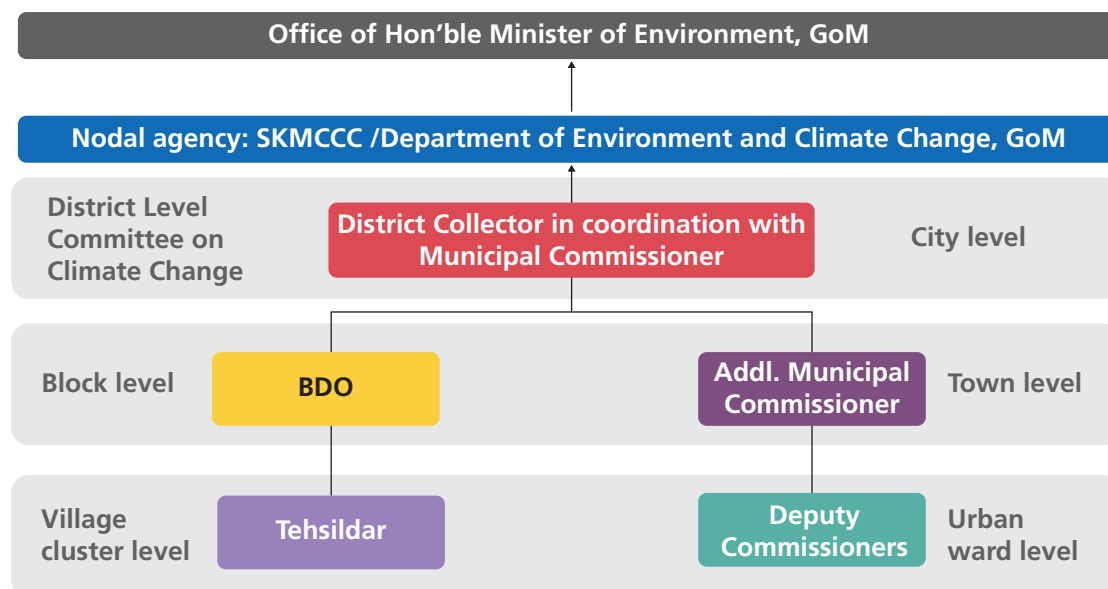 Office of Hon’ble Minister of Environment, GoM
Nodal agency: SKMCCC /Department of Environment and Climate Change, GoM
District Level
Committee on
Climate Change
District Collector in coordination with
Municipal Commissioner
City level
Block level
BDO
Addl. Municipal
Commissioner
Town level
Village
cluster level
Tehsildar
Deputy
Commissioners
Urban
ward level